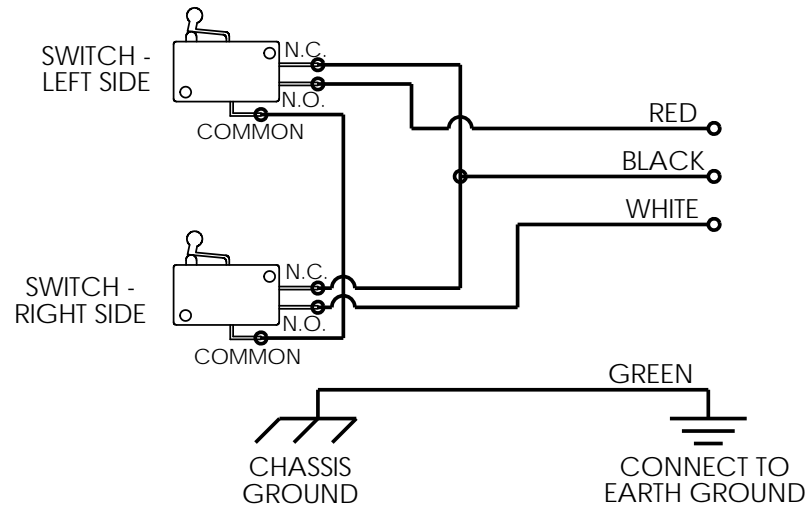 SWITCH -
LEFT SIDE
N.C.
N.O.
COMMON
RED
BLACK
WHITE
SWITCH -
RIGHT SIDE
N.C.
N.O.
COMMON
GREEN
CHASSIS
GROUND
CONNECT TO
EARTH GROUND